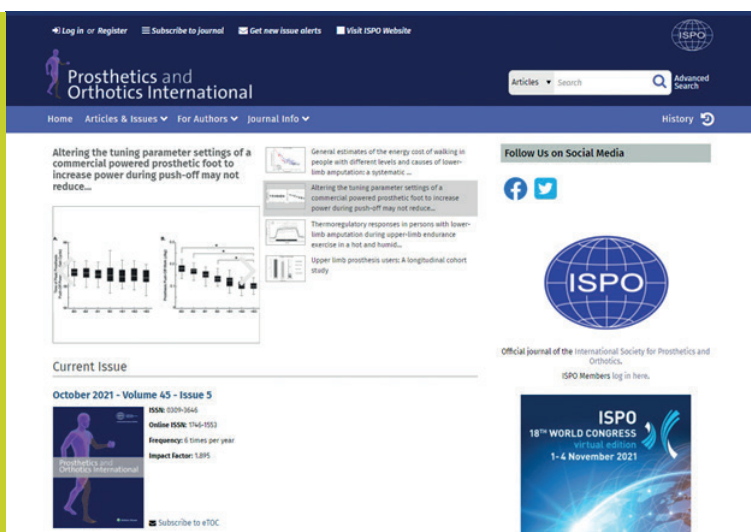 Log in or Register Subscribe to journal Get new issue alerts Visit ISPO Website
ISPO
Prosthetics and
Orthotics International
Articles Search
Advanced
Search
Home Articles & Issues For Authors Journal Info History
Altering the tuning parameter settings of a
commercial powered prosthetic foot to
increase power during push-off may not
reduce...
General estimates of the energy cost of walking in
people with different levels and causes of lower-
limb amputation: a systematic ...
Altering the tuning parameter settings of a
commercial powered prosthetic foot to increase
power during push-off may not reduce...
Thermoregulatory responses in persons with lower-
limb amputation during upper-limb endurance
exercise in a hot and humid...
Upper limb prosthesis users: A longitudinal cohort
study
Follow Us on Social Media
ISPO
Official journal of the International Society for Prosthetics and
Orthotics.
ISPO Members log in here.
Current Issue
October 2021 - Volume 45 - Issue 5
ISSN: 0309-3646
Online ISSN: 1746-1553
Frequency: 6 times per year
Impact Factor: 1.895
Prosthetics and
Orthotics International
Subscribe to eTOC
ISPO
18TH WORLD CONGRESS
virtual edition
1-4 November 2021